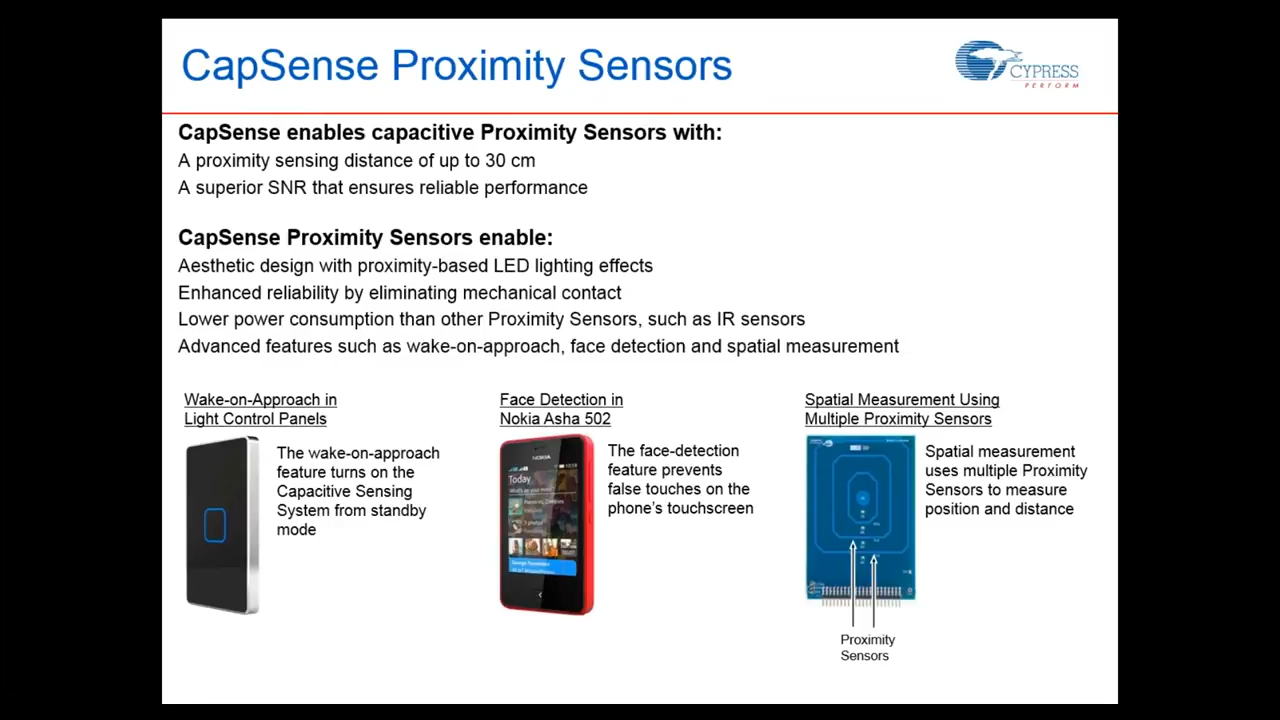 CapSense Proximity Sensors
CYPRESS
PERFORM
CapSense enables capacitive Proximity Sensors with:
A proximity sensing distance of up to 30 cm
A superior SNR that ensures reliable performance
CapSense Proximity Sensors enable:
Aesthetic design with proximity-based LED lighting effects
Enhanced reliability by eliminating mechanical contact
Lower power consumption than other Proximity Sensors, such as IR sensors
Advanced features such as wake-on-approach, face detection and spatial measurement
Wake-on-Approach in
Light Control Panels
The wake-on-approach
feature turns on the
Capacitive Sensing
System from standby
mode
Face Detection in
Nokia Asha 502
NOKIA
Today
The face-detection
feature prevents
false touches on the
phone's touchscreen
Spatial Measurement Using
Multiple Proximity Sensors
Spatial measurement
uses multiple Proximity
Sensors to measure
position and distance
Proximity
Sensors